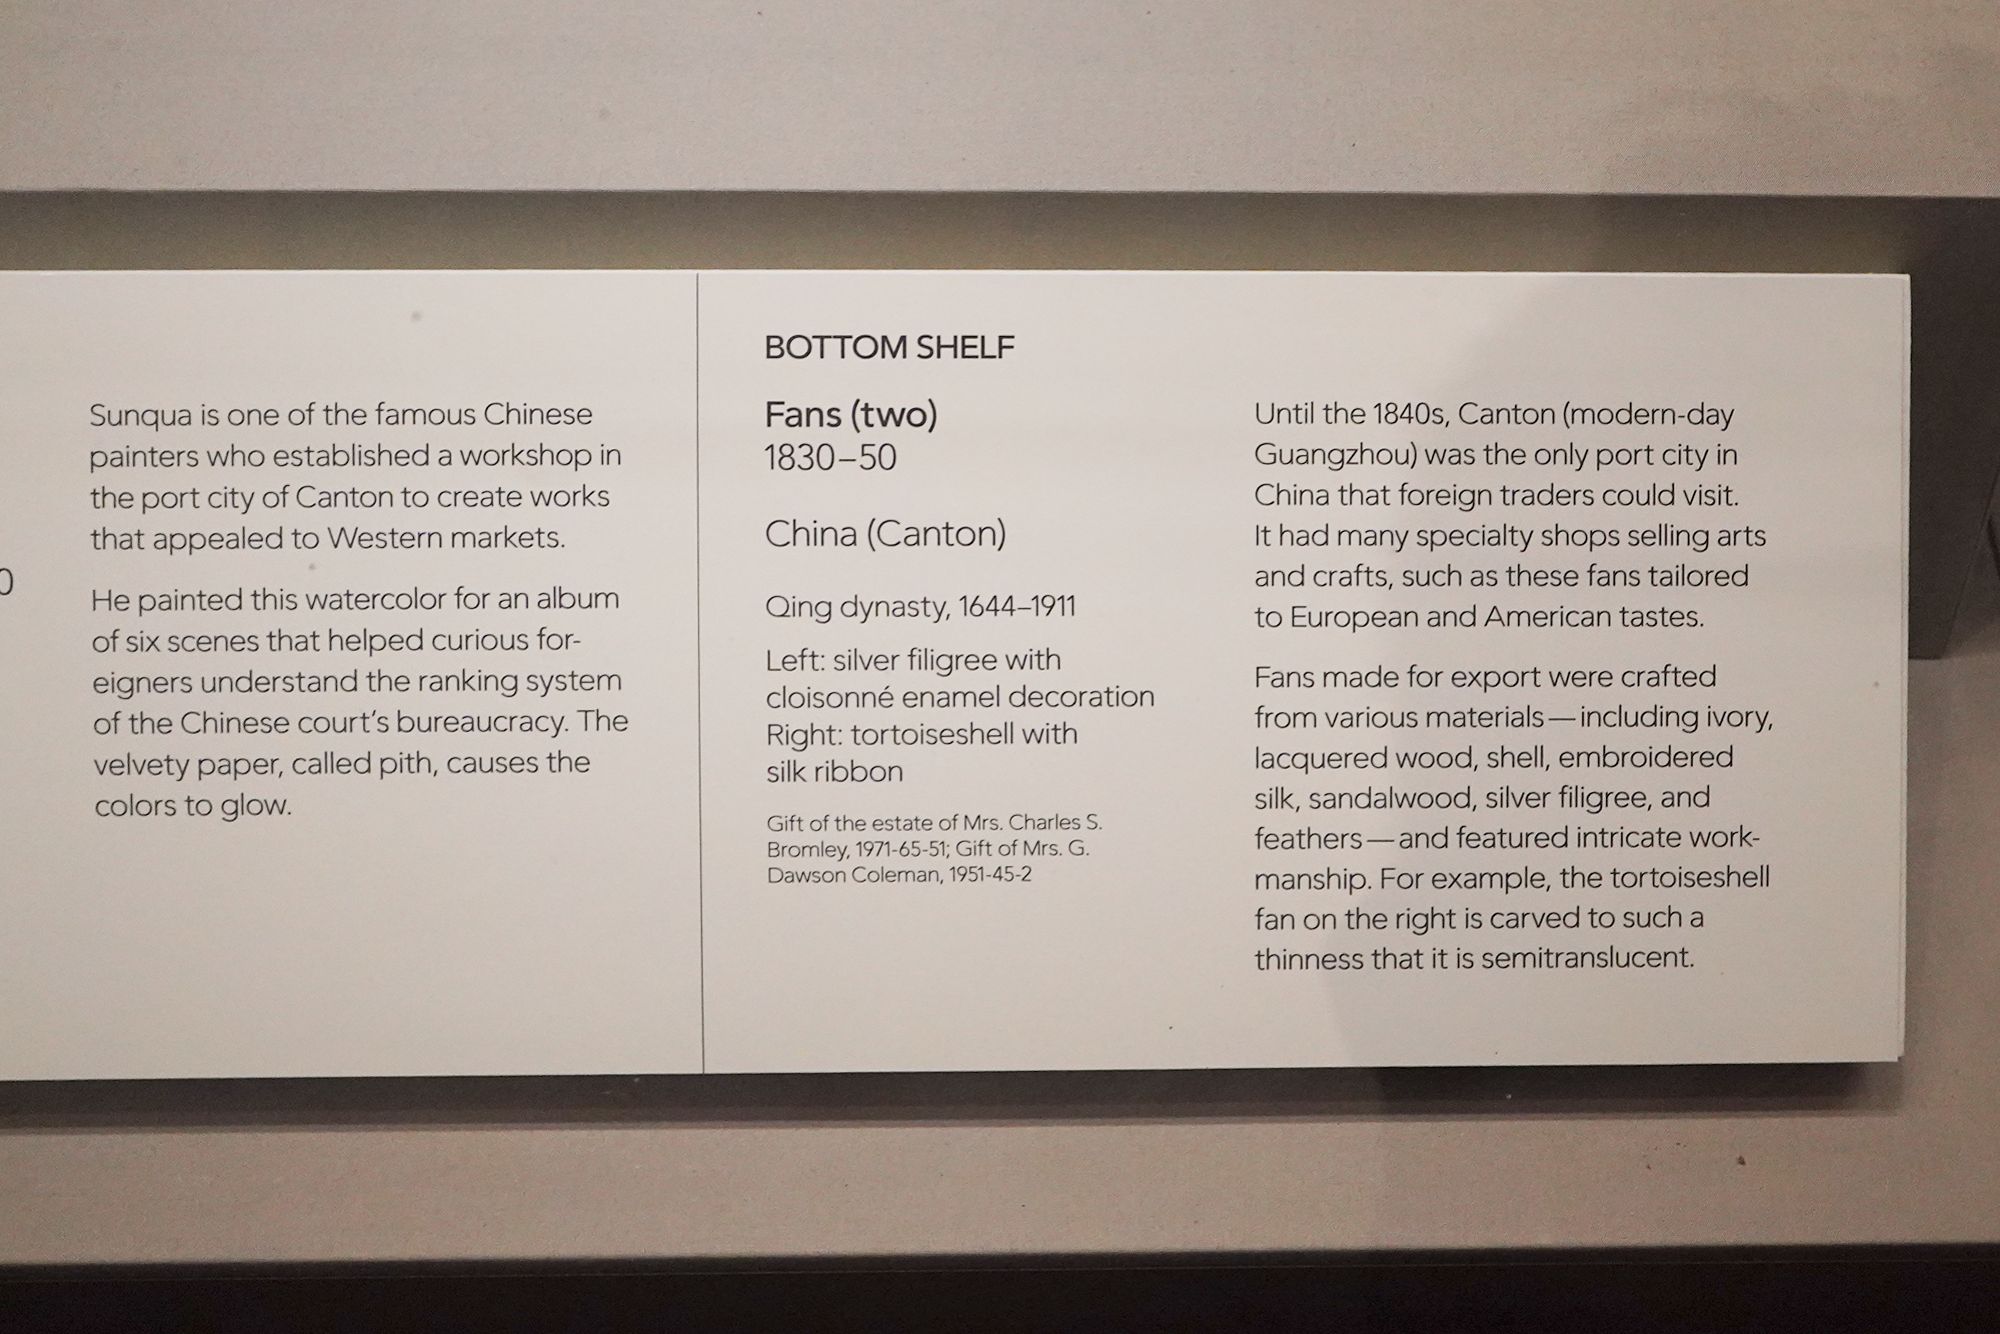 0
Sunqua is one of the famous Chinese
painters who established a workshop in
the port city of Canton to create works
that appealed to Western markets.
He painted this watercolor for an album
of six scenes that helped curious for-
eigners understand the ranking system
of the Chinese court's bureaucracy. The
velvety paper, called pith, causes the
colors to glow.
BOTTOM SHELF
Fans (two)
1830–50
China (Canton)
Qing dynasty, 1644–1911
Left: silver filigree with
cloisonné enamel decoration
Right: tortoiseshell with
silk ribbon
Gift of the estate of Mrs. Charles S.
Bromley, 1971-65-51; Gift of Mrs. G.
Dawson Coleman, 1951-45-2
Until the 1840s, Canton (modern-day
Guangzhou) was the only port city in
China that foreign traders could visit.
It had many specialty shops selling arts
and crafts, such as these fans tailored
to European and American tastes.
Fans made for export were crafted
from various materials—including ivory,
lacquered wood, shell, embroidered
silk, sandalwood, silver filigree, and
feathers—and featured intricate work-
manship. For example, the tortoiseshell
fan on the right is carved to such a
thinness that it is semitranslucent.